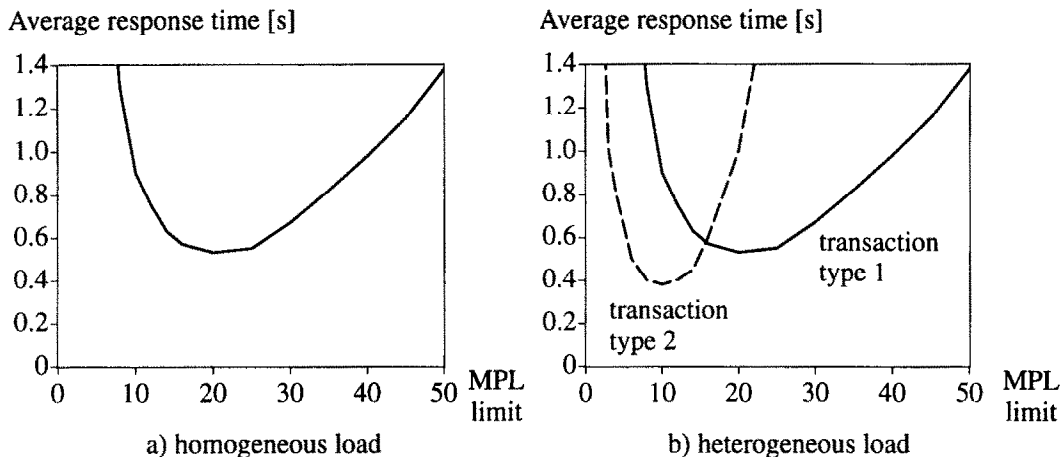 Average response time [s]
1.4
1.2
1.0
0.8
0.6
0.4
0.2
0
0 10 20 30 40 50
MPL
limit
a) homogeneous load
Average response time [s]
1.4
1.2
1.0
0.8
0.6
0.4
0.2
0
transaction
type 1
transaction
type 2
0 10 20 30 40 50
MPL
limit
b) heterogeneous load